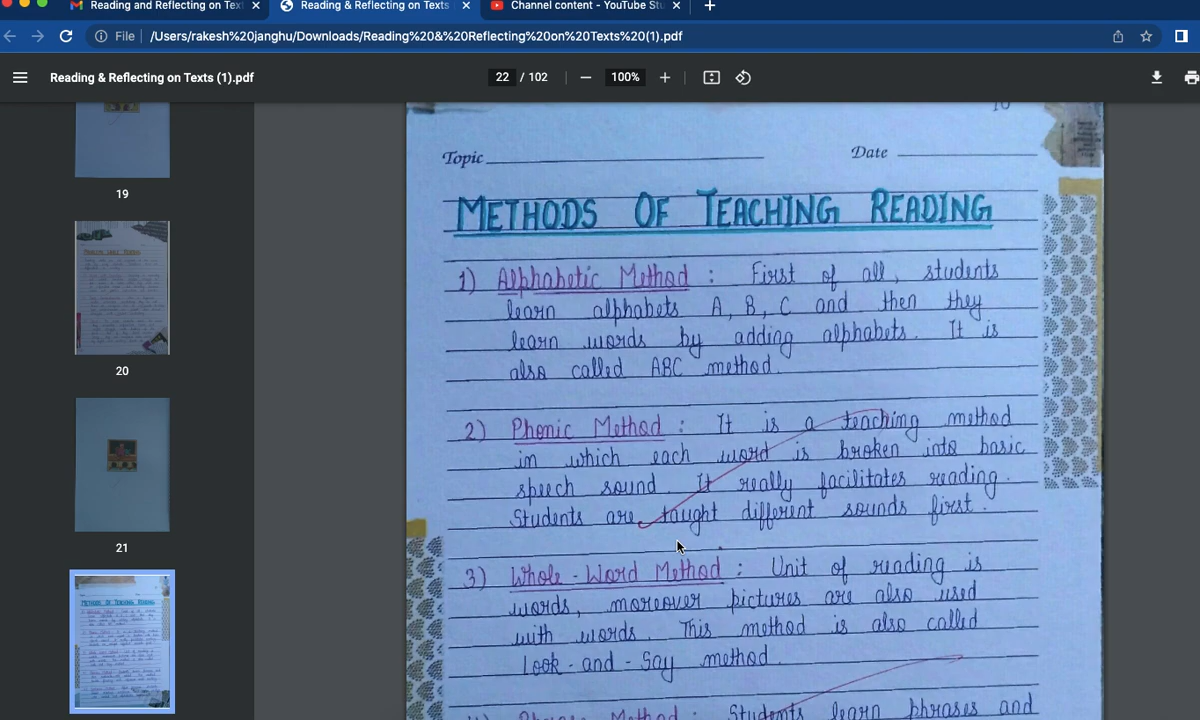 Reading and Reflecting on Tex
Reading & Reflecting on Texts
Channel content - YouTube Stu
File
/Users/rakesh%20janghu/Downloads/Reading%20&%20Reflecting%20on%20Texts%20(1).pdf
Reading & Reflecting on Texts (1).pdf
22 / 102
100%
19
20
21
Topic
Date
METHODS OF TEACHING READING
1) Alphabetic Method : First of all, students
learn alphabets A, B, C and then they
learn words by adding alphabets. It is
also called ABC method.
2) Phonic Method : It is a teaching method
in which each word is broken into basic
speech sound. It really facilitates reading.
Students are taught different sounds first.
3) Whole-Word Method : Unit of reading is
words, moreover pictures are also used
with words. This method is also called
Look-and-Say method.
4) Phrase Method : Students learn phrases and